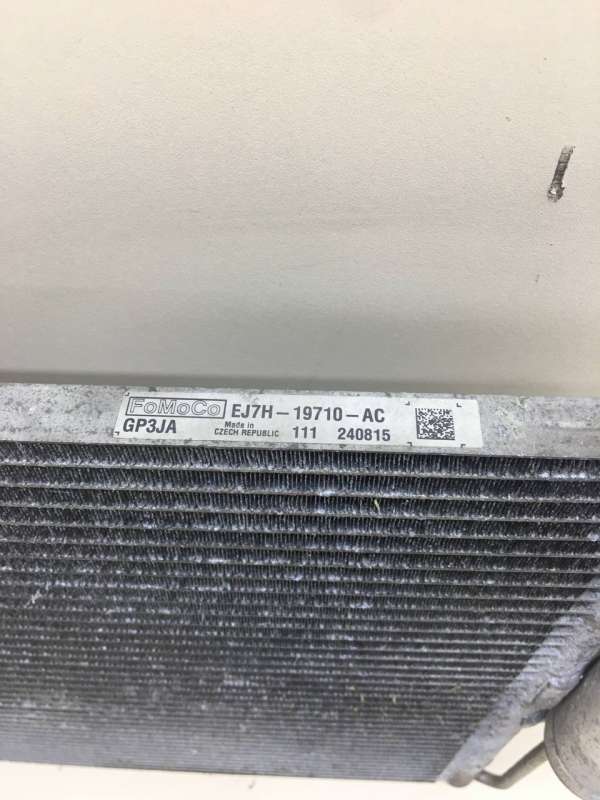 FoMoCo EJ7H-19710-AC
GP3JA Made in CZECH REPUBLIC 111 240815